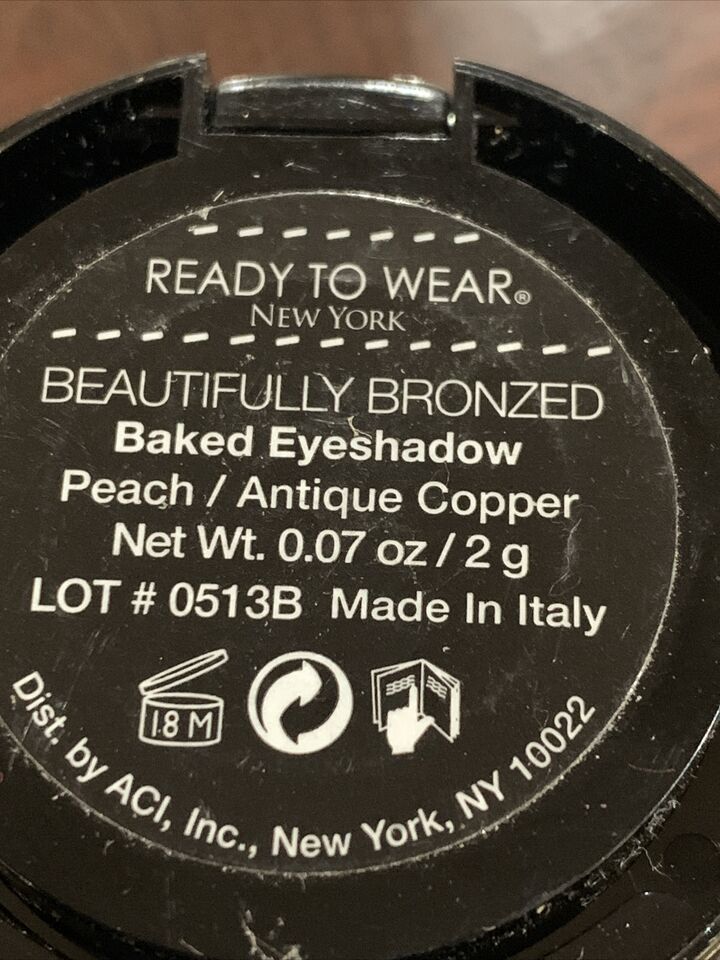 READY TO WEAR®
NEW YORK
BEAUTIFULLY BRONZED
Baked Eyeshadow
Peach / Antique Copper
Net Wt. 0.07 oz / 2 g
LOT # 0513B Made In Italy
18 M
Dist. by ACI, Inc., New York, NY 10022